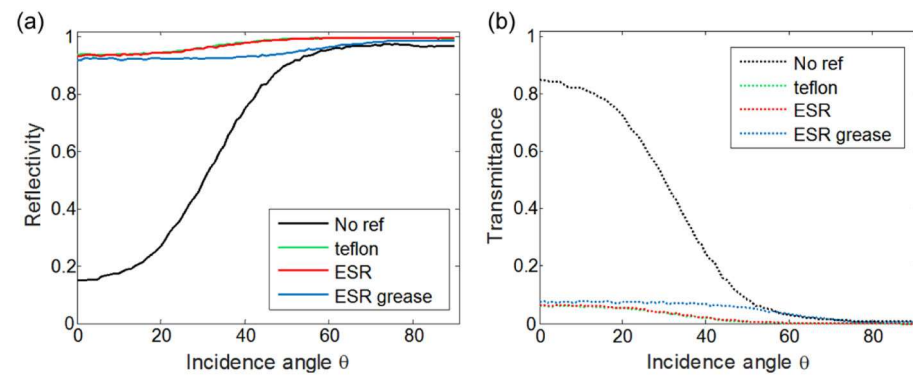 (a)
1
0.8
0.6
0.4
0.2
0
Reflectivity
No ref
teflon
ESR
ESR grease
0 20 40 60 80
Incidence angle θ
(b)
1
0.8
0.6
0.4
0.2
0
Transmittance
No ref
teflon
ESR
ESR grease
0 20 40 60 80
Incidence angle θ